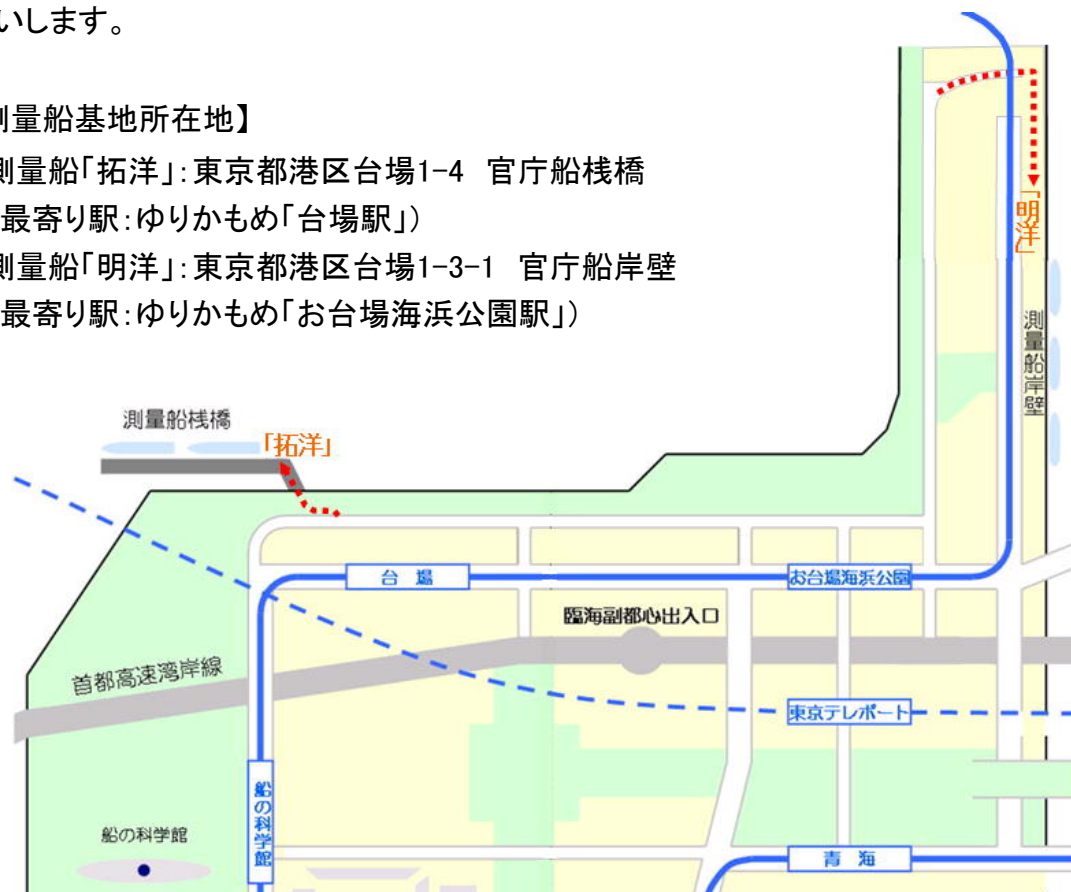 いします。
測量船基地所在地】
測量船「拓洋」：東京都港区台場1-4 官庁船桟橋
最寄り駅：ゆりかもめ「台場駅」）
測量船「明洋」：東京都港区台場1-3-1 官庁船岸壁
最寄り駅：ゆりかもめ「お台場海浜公園駅」）
「明洋」
測量船岸壁
測量船桟橋
「拓洋」
台場
お台場海浜公園
臨海副都心出入口
首都高速湾岸線
東京テレポート
船の科学館
船の科学館
青海